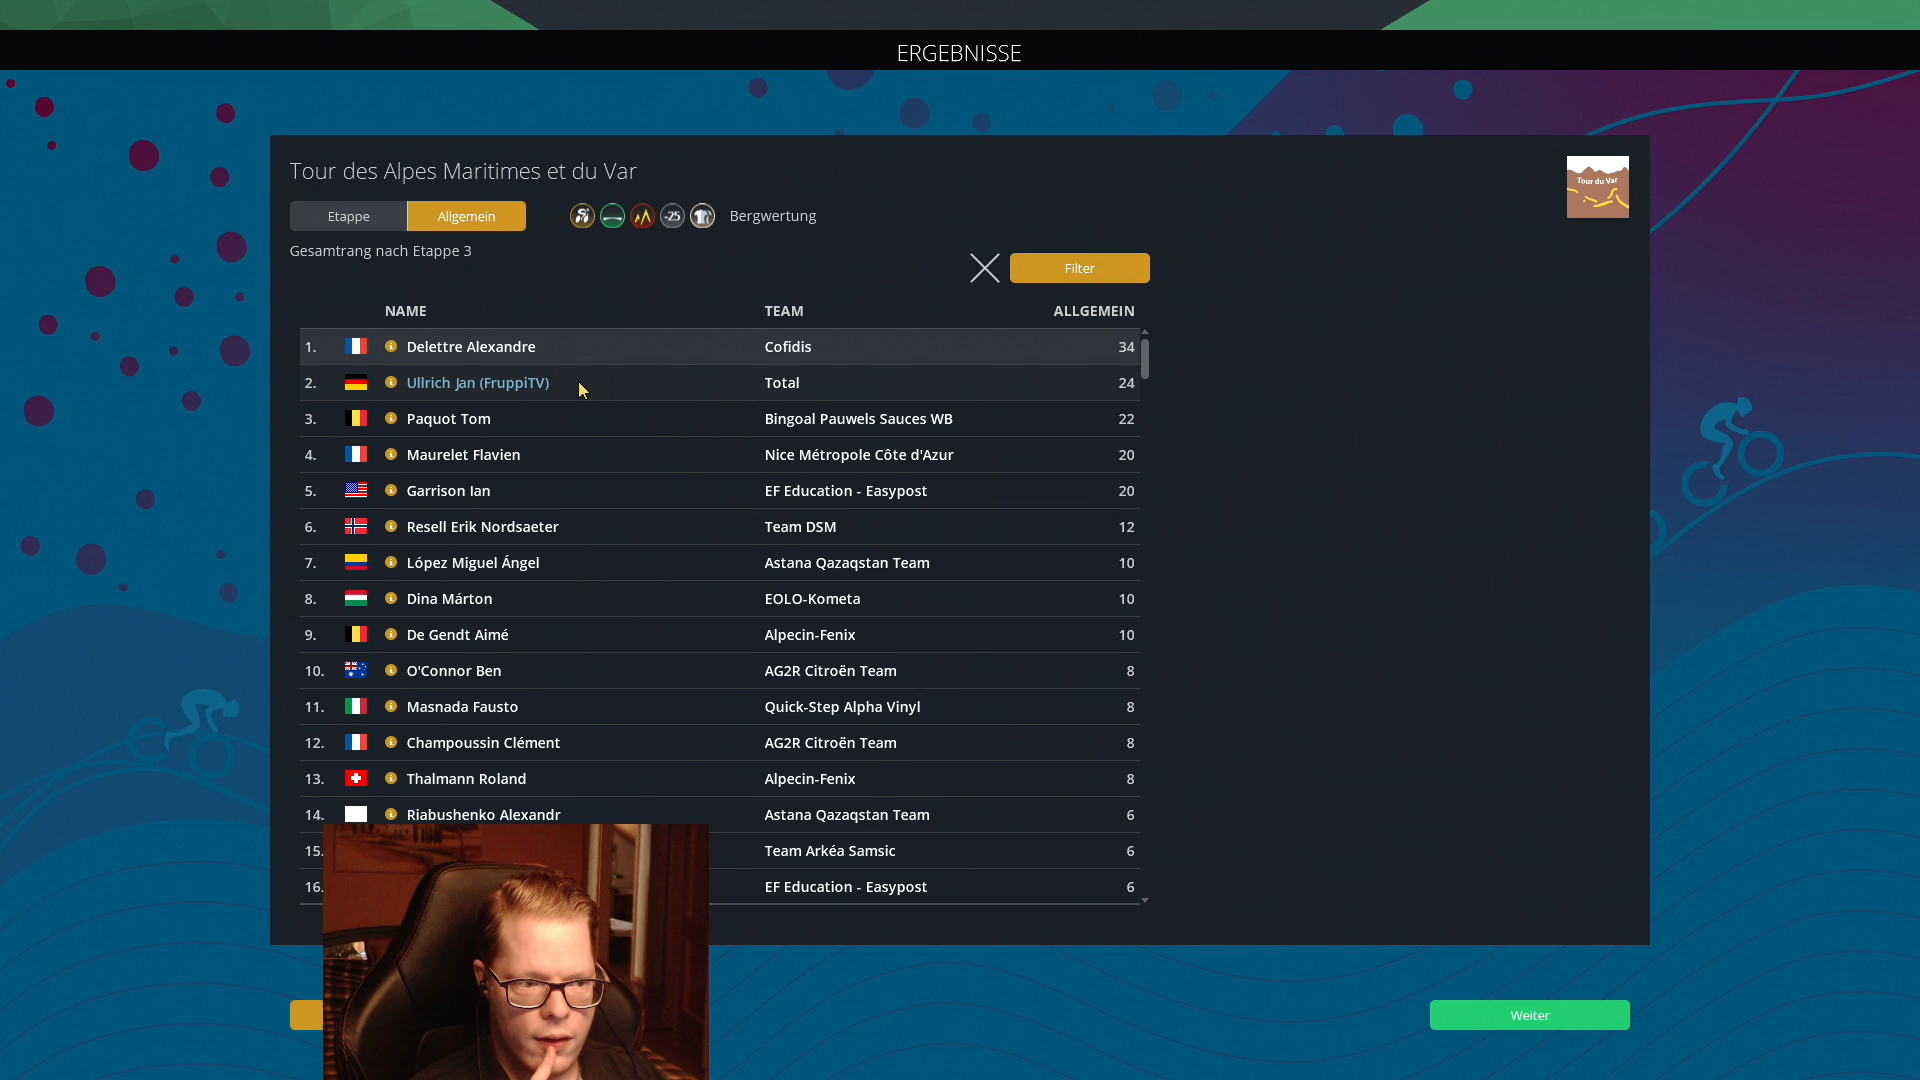 ERGEBNISSE
Tour des Alpes Maritimes et du Var
Tour du Var
Etappe Allgemein -25 Bergwertung
Gesamtrang nach Etappe 3
Filter
NAME TEAM ALLGEMEIN
1. Delettre Alexandre Cofidis 34
2. Ullrich Jan (FruppiTV) Total 24
3. Paquot Tom Bingoal Pauwels Sauces WB 22
4. Maurelet Flavien Nice Métropole Côte d'Azur 20
5. Garrison Ian EF Education - Easypost 20
6. Resell Erik Nordsaeter Team DSM 12
7. López Miguel Ángel Astana Qazaqstan Team 10
8. Dina Márton EOLO-Kometa 10
9. De Gendt Aimé Alpecin-Fenix 10
10. O'Connor Ben AG2R Citroën Team 8
11. Masnada Fausto Quick-Step Alpha Vinyl 8
12. Champoussin Clément AG2R Citroën Team 8
13. Thalmann Roland Alpecin-Fenix 8
14. Riabushenko Alexandr Astana Qazaqstan Team 6
15. Team Arkéa Samsic 6
16. EF Education - Easypost 6
Weiter